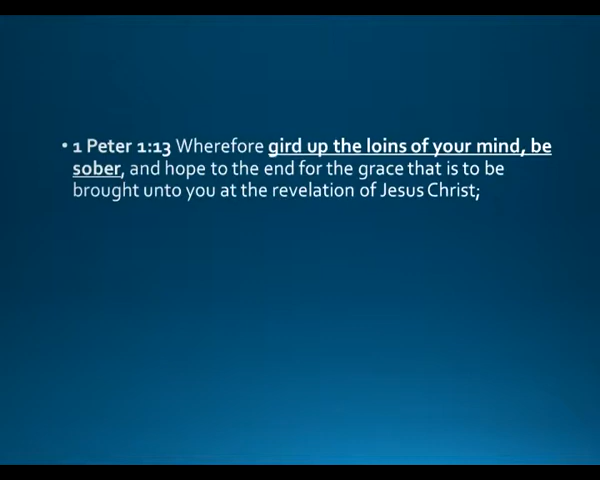 • 1 Peter 1:13 Wherefore gird up the loins of your mind, be
sober, and hope to the end for the grace that is to be
brought unto you at the revelation of Jesus Christ;